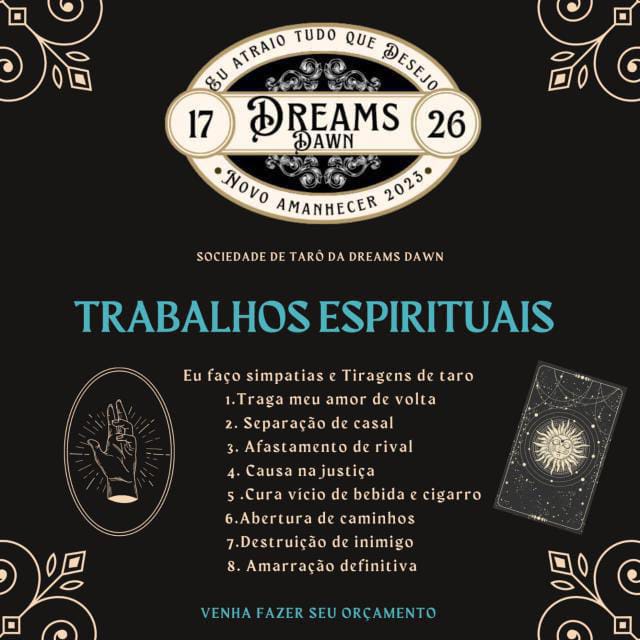 Eu atraio tudo que Desejo
17 Dreams 26
Dawn
•Novo amanhecer 2023•
SOCIEDADE DE TARÔ DA DREAMS DAWN
TRABALHOS ESPIRITUAIS
Eu faço simpatias e Tiragens de taro
1.Traga meu amor de volta
2. Separação de casal
3. Afastamento de rival
4. Causa na justiça
5 .Cura vício de bebida e cigarro
6.Abertura de caminhos
7.Destruição de inimigo
8. Amarração definitiva
VENHA FAZER SEU ORÇAMENTO